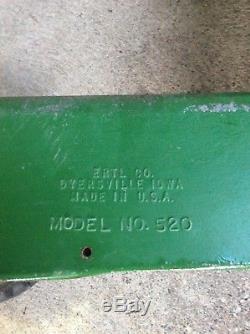 ERTL CO.
DYERSVILLE IOWA
MADE IN U.S.A.
MODEL NO. 520